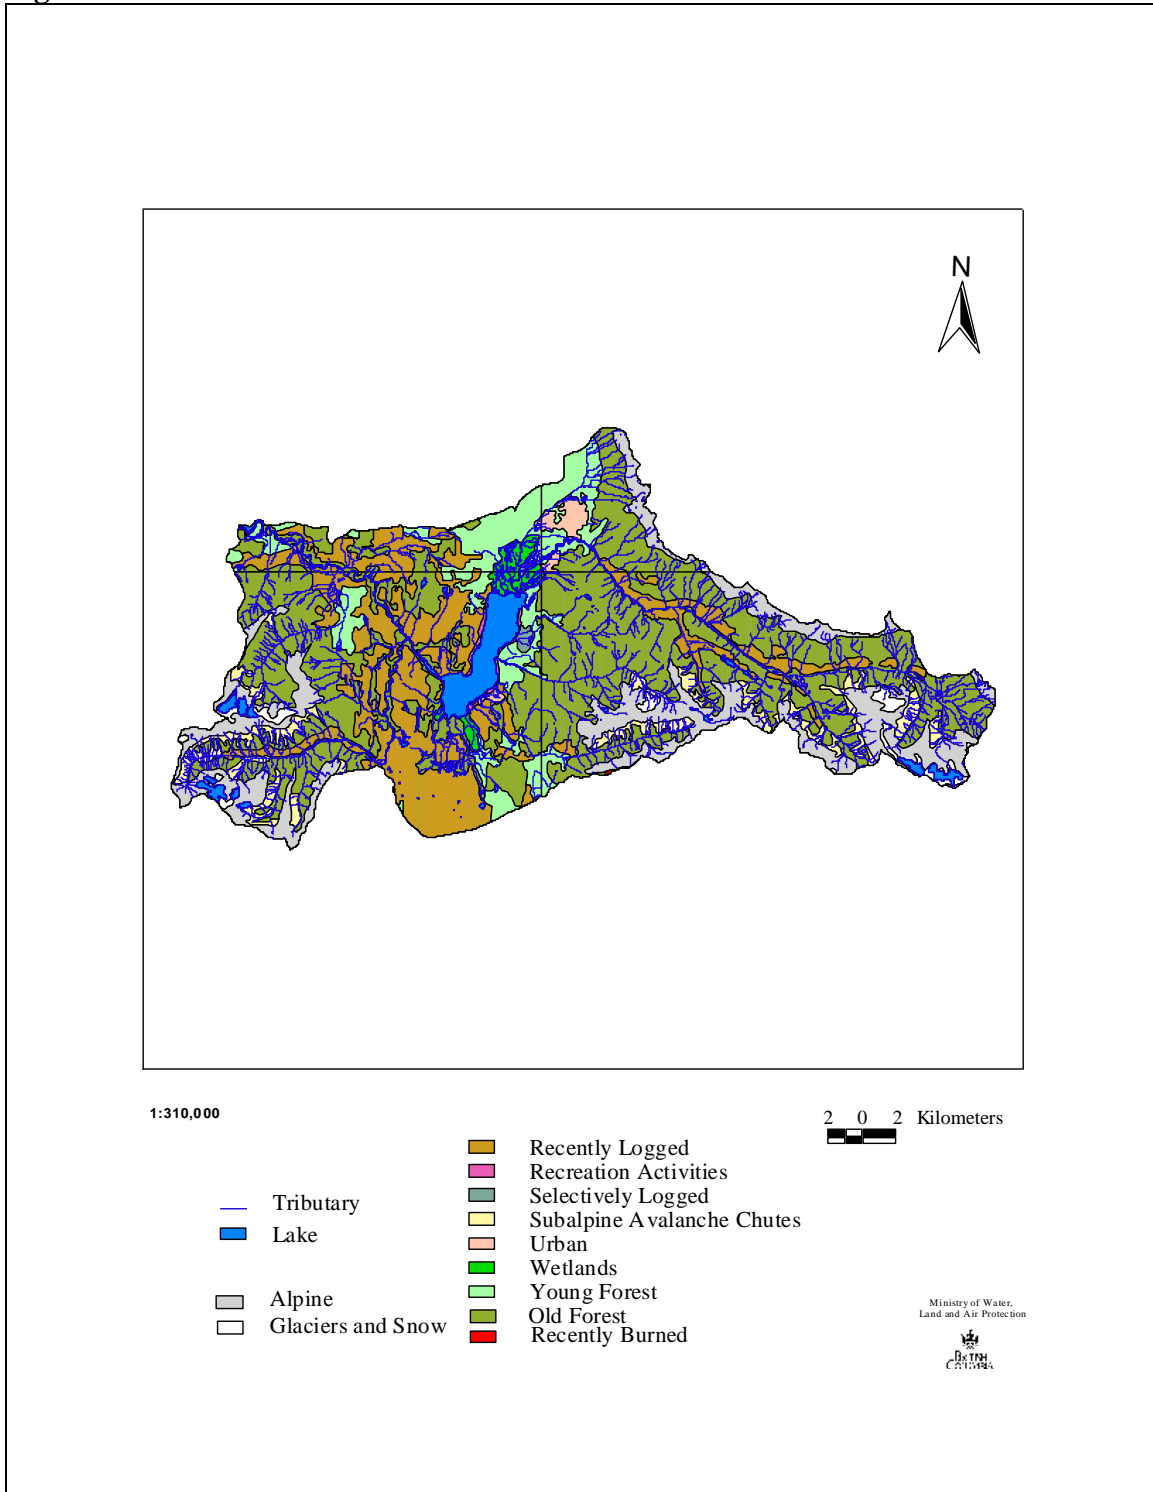 N
1:310,000
2 0 2 Kilometers
Recently Logged
Recreation Activities
Selectively Logged
Subalpine Avalanche Chutes
Urban
Wetlands
Young Forest
Old Forest
Recently Burned
Tributary
Lake
Alpine
Glaciers and Snow
Ministry of Water,
Land and Air Protection